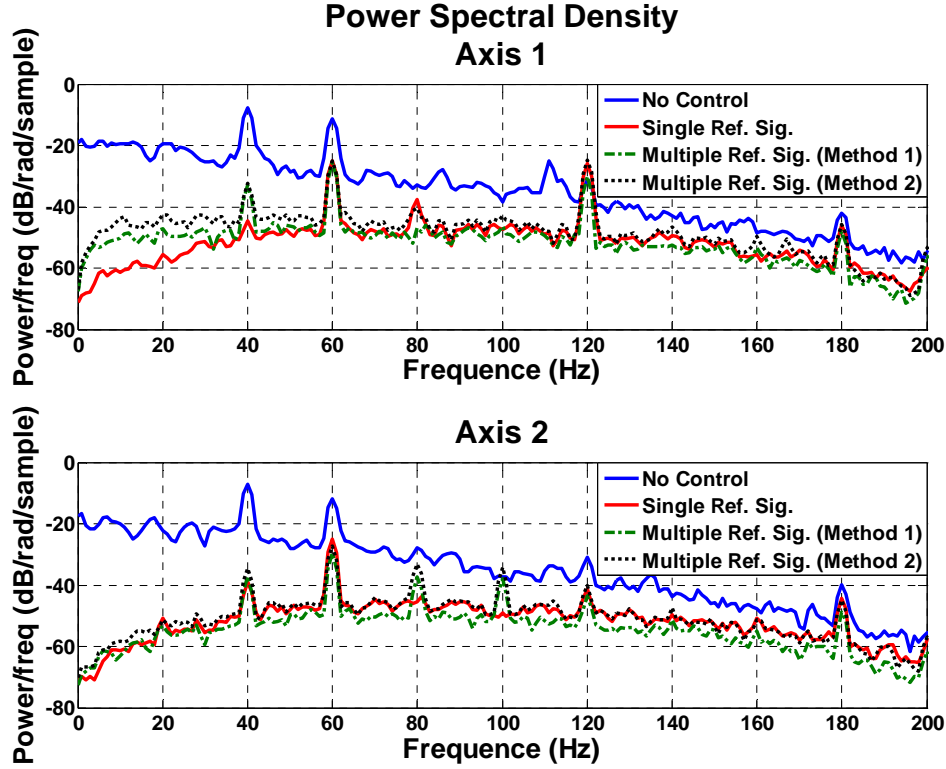 Power Spectral Density
Axis 1
Power/freq (dB/rad/sample)
0
-20
-40
-60
-80
No Control
Single Ref. Sig.
Multiple Ref. Sig. (Method 1)
Multiple Ref. Sig. (Method 2)
0 20 40 60 80 100 120 140 160 180 200
Frequence (Hz)
Axis 2
Power/freq (dB/rad/sample)
0
-20
-40
-60
-80
No Control
Single Ref. Sig.
Multiple Ref. Sig. (Method 1)
Multiple Ref. Sig. (Method 2)
0 20 40 60 80 100 120 140 160 180 200
Frequence (Hz)